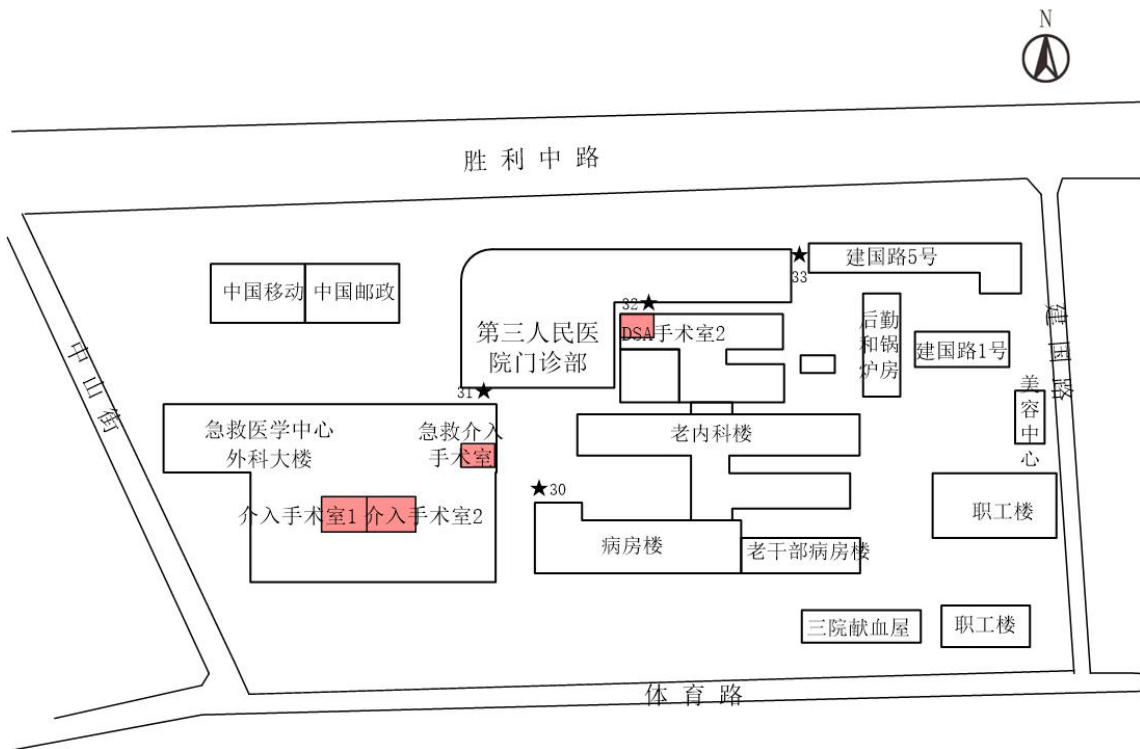 N
胜利中路
33
建国路5号
中国移动
中国邮政
32
DSA手术室2
第三人民医
院门诊部
后勤
和锅
炉房
建国路1号
建国路
中山街
31
美容中心
急救医学中心
外科大楼
急救介入
手术室
老内科楼
30
介入手术室1
介入手术室2
病房楼
老干部病房楼
职工楼
三院献血屋
职工楼
体育路